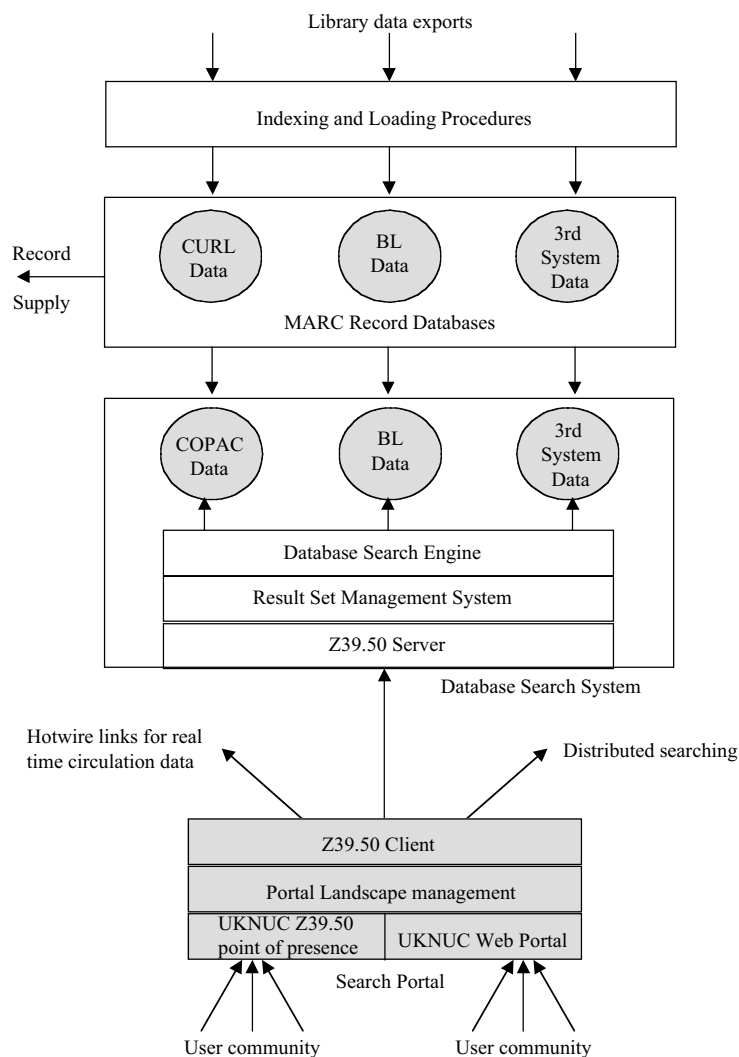 Library data exports
Indexing and Loading Procedures
CURL
Data
BL
Data
3rd
System
Data
Record
Supply
MARC Record Databases
COPAC
Data
BL
Data
3rd
System
Data
Database Search Engine
Result Set Management System
Z39.50 Server
Database Search System
Hotwire links for real
time circulation data
Distributed searching
Z39.50 Client
Portal Landscape management
UKNUC Z39.50
point of presence
UKNUC Web Portal
Search Portal
User community
User community